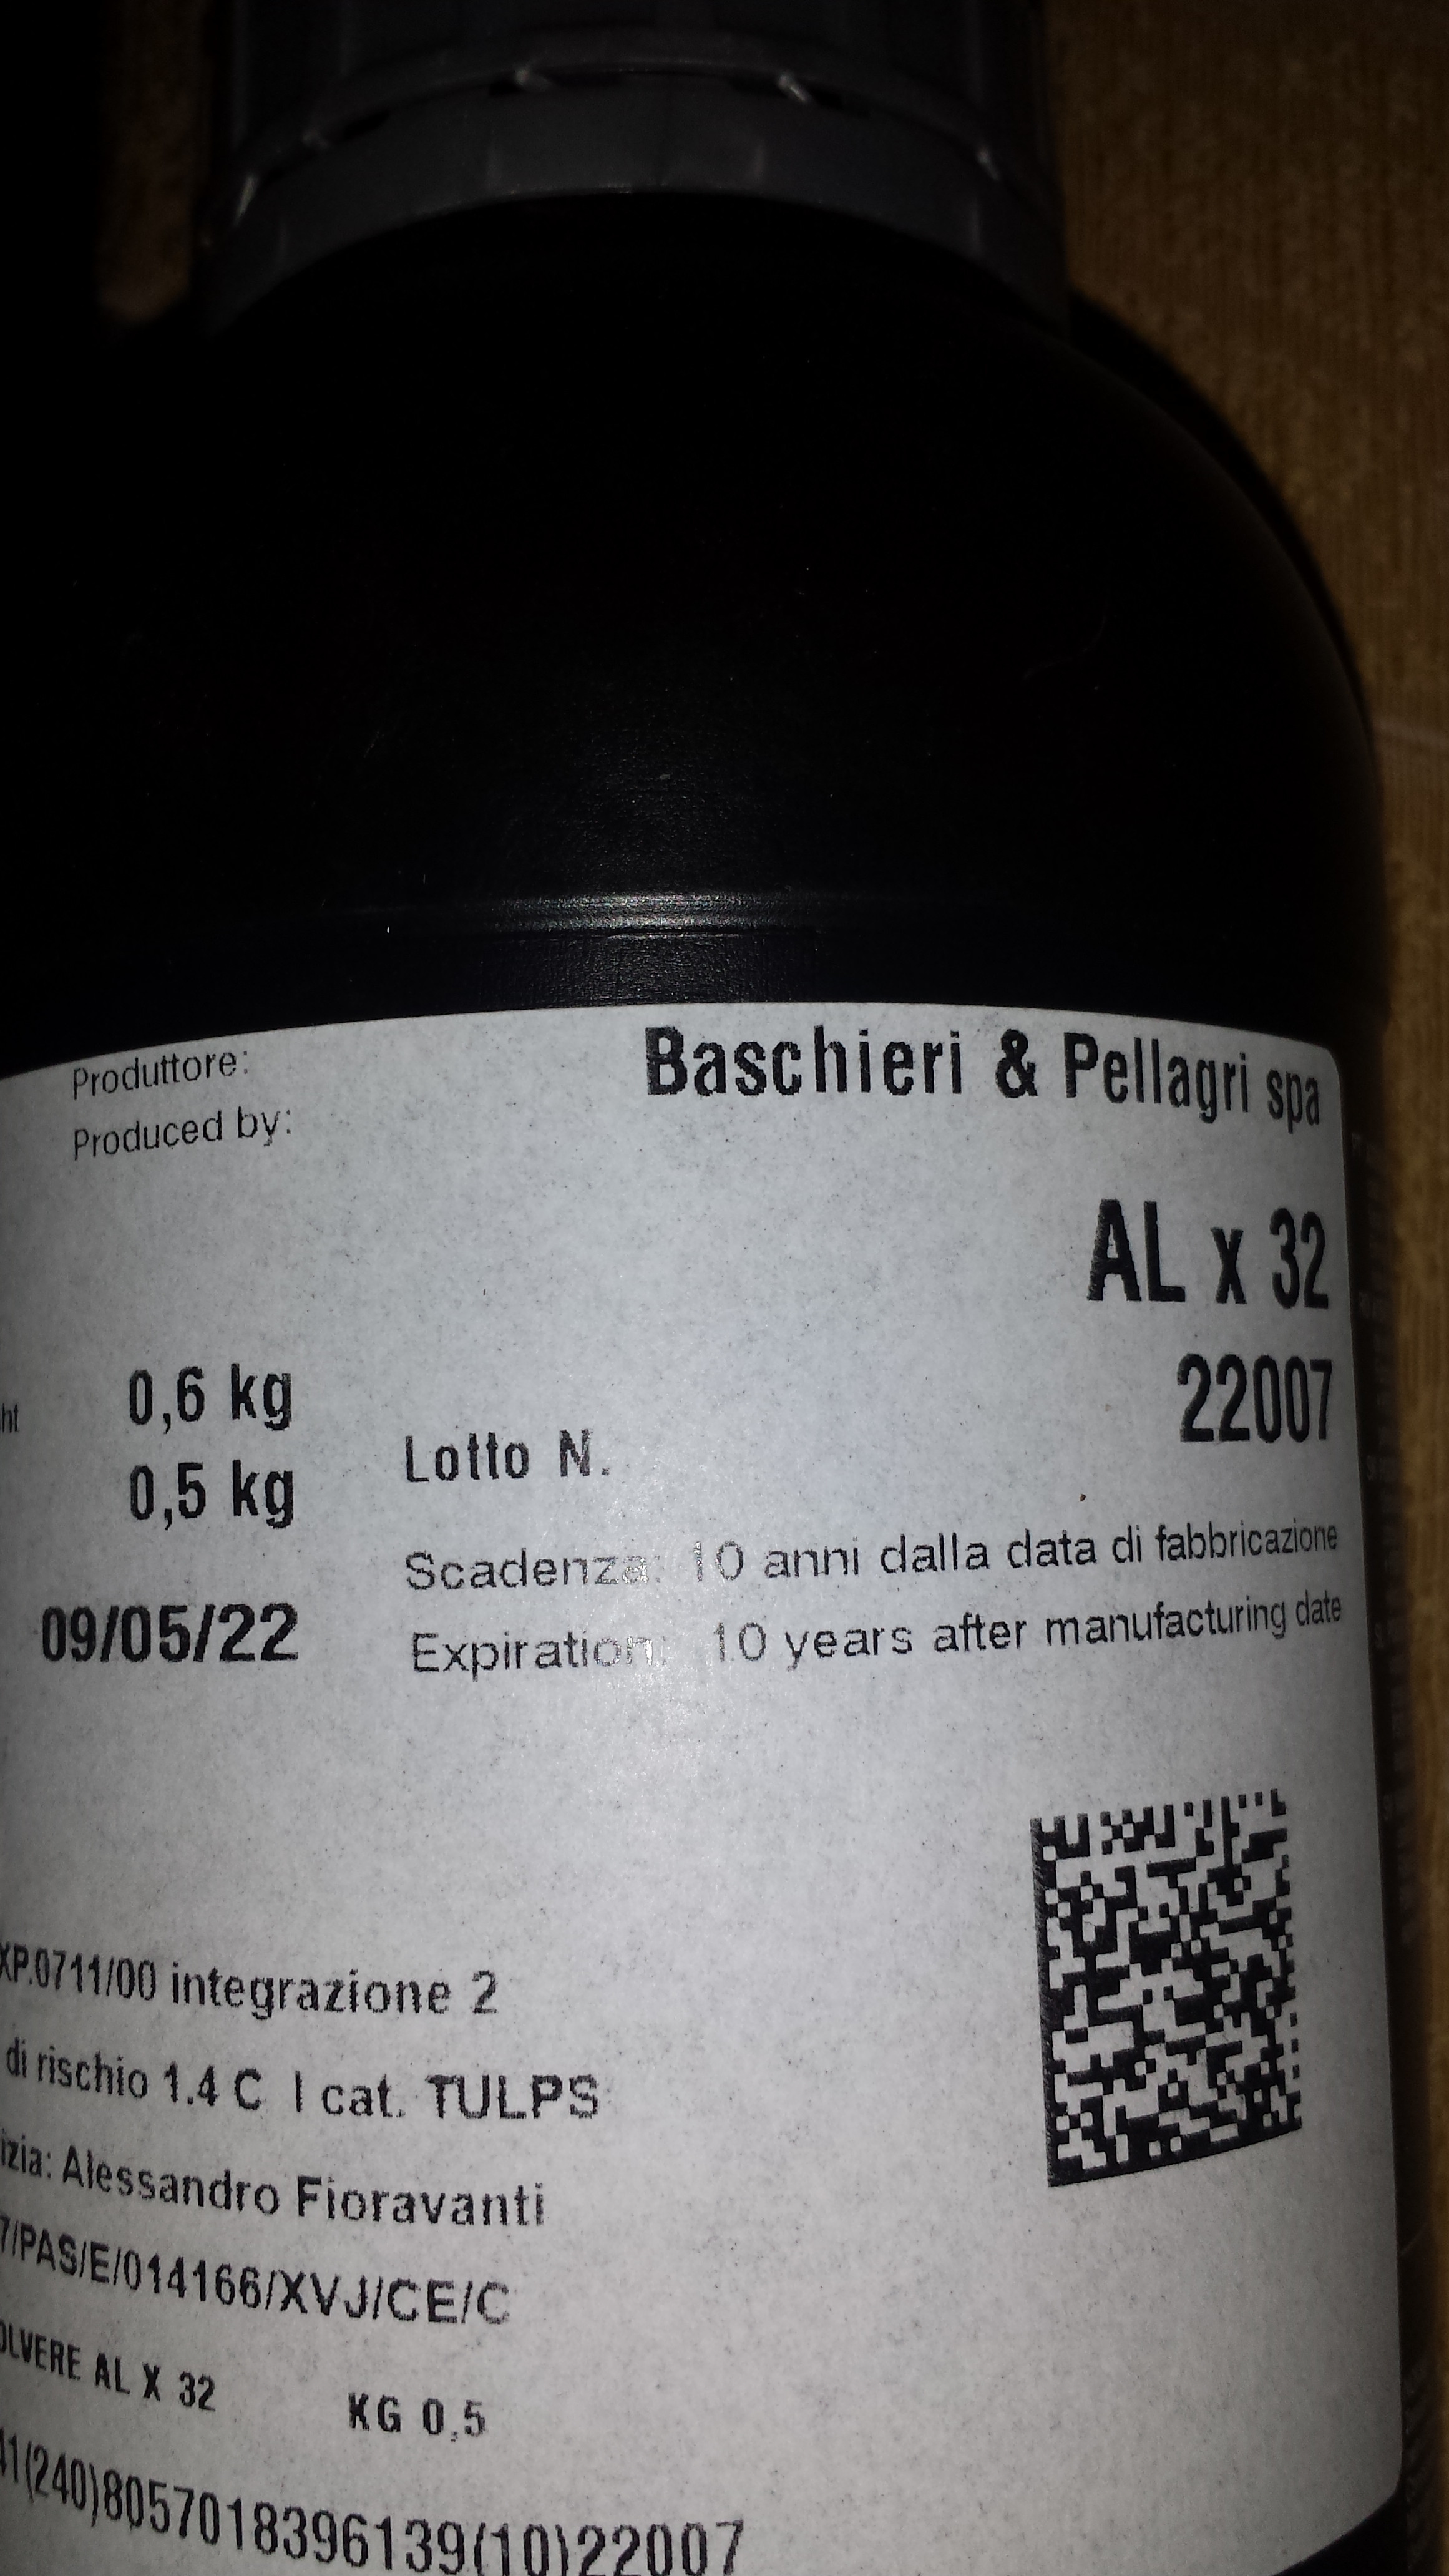 Produttore:
Produced by:
Baschieri & Pellagri spa
AL x 32
0,6 kg
0,5 kg
Lotto N.
22007
Scadenza: 10 anni dalla data di fabbricazione
09/05/22
Expiration: 10 years after manufacturing date
XP.0711/00 integrazione 2
di rischio 1.4 C I cat. TULPS
izia: Alessandro Fioravanti
7/PAS/E/014166/XVJ/CE/C
OLVERE AL X 32 KG 0,5
41(240)8057018396139(10)22007